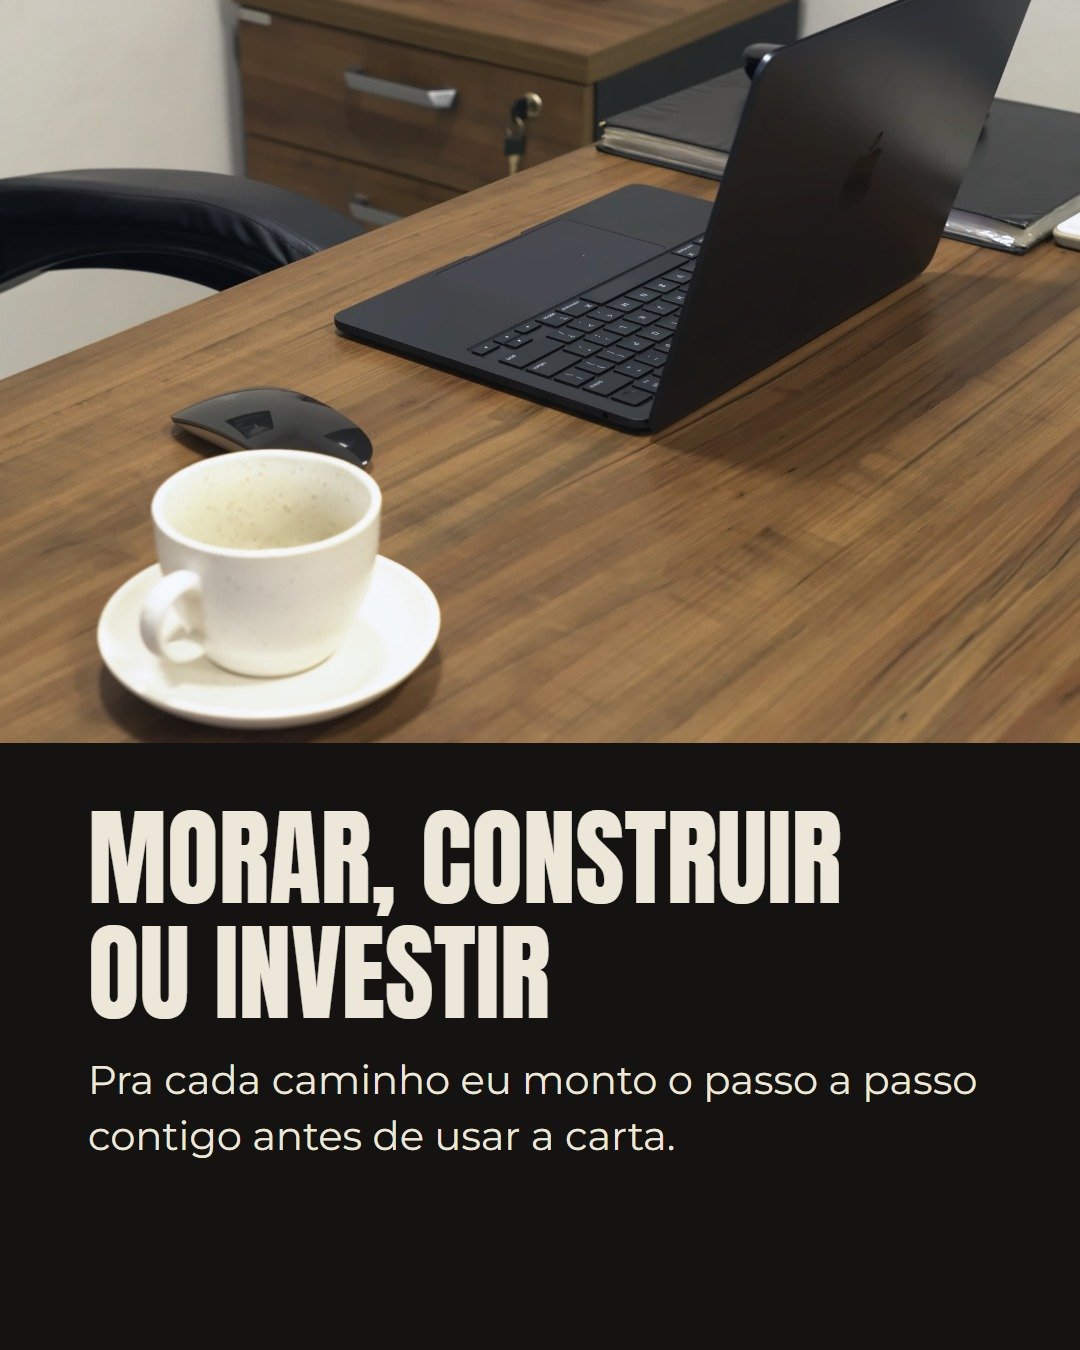 MORAR, CONSTRUIR
OU INVESTIR
Pra cada caminho eu monto o passo a passo
contigo antes de usar a carta.